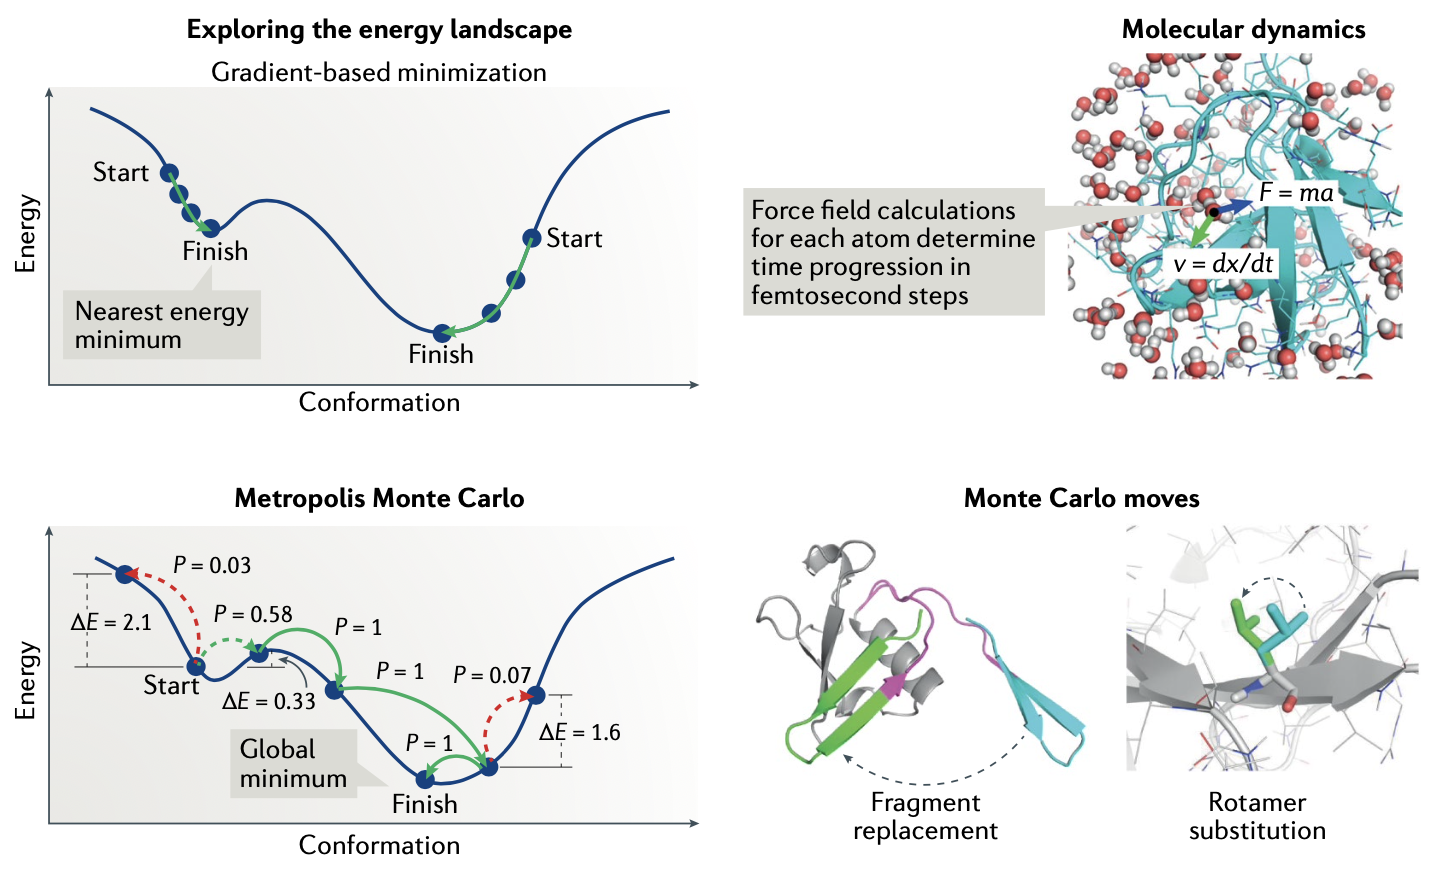 Exploring the energy landscape
Gradient-based minimization
Energy
Start
Finish
Nearest energy
minimum
Start
Finish
Conformation
Molecular dynamics
Force field calculations
for each atom determine
time progression in
femtosecond steps
F = ma
v = dx/dt
Metropolis Monte Carlo
Energy
P = 0.03
ΔE = 2.1
P = 0.58
P = 1
Start
ΔE = 0.33
P = 1
P = 0.07
ΔE = 1.6
P = 1
Global
minimum
Finish
Conformation
Monte Carlo moves
Fragment
replacement
Rotamer
substitution